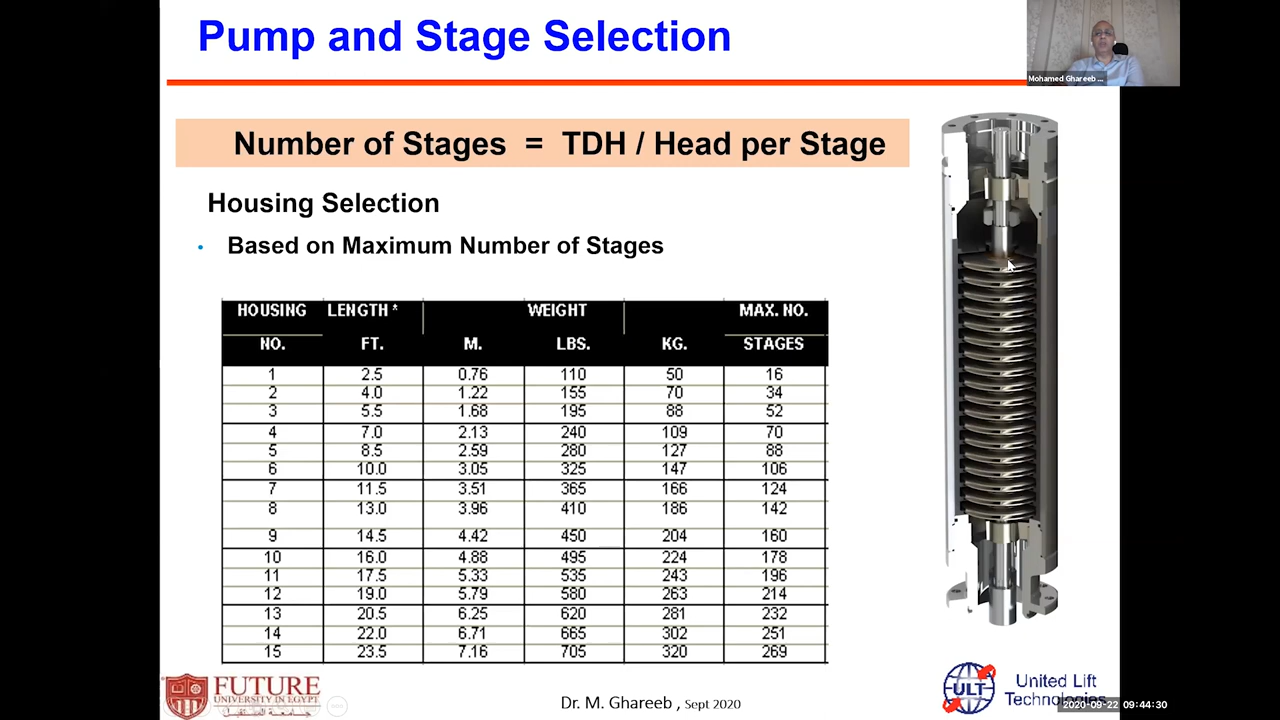 Pump and Stage Selection
Mohamed Ghareeb ...
Number of Stages = TDH / Head per Stage
Housing Selection
• Based on Maximum Number of Stages
HOUSING LENGTH * WEIGHT MAX. NO.
NO. FT. M. LBS. KG. STAGES
1 2.5 0.76 110 50 16
2 4.0 1.22 155 70 34
3 5.5 1.68 195 88 52
4 7.0 2.13 240 109 70
5 8.5 2.59 280 127 88
6 10.0 3.05 325 147 106
7 11.5 3.51 365 166 124
8 13.0 3.96 410 186 142
9 14.5 4.42 450 204 160
10 16.0 4.88 495 224 178
11 17.5 5.33 535 243 196
12 19.0 5.79 580 263 214
13 20.5 6.25 620 281 232
14 22.0 6.71 665 302 251
15 23.5 7.16 705 320 269
FUTURE
UNIVERSITY IN EGYPT
جامعة المستقبل
Dr. M. Ghareeb , Sept 2020
ULT
United Lift
Technologies
2020-09-22 09:44:30